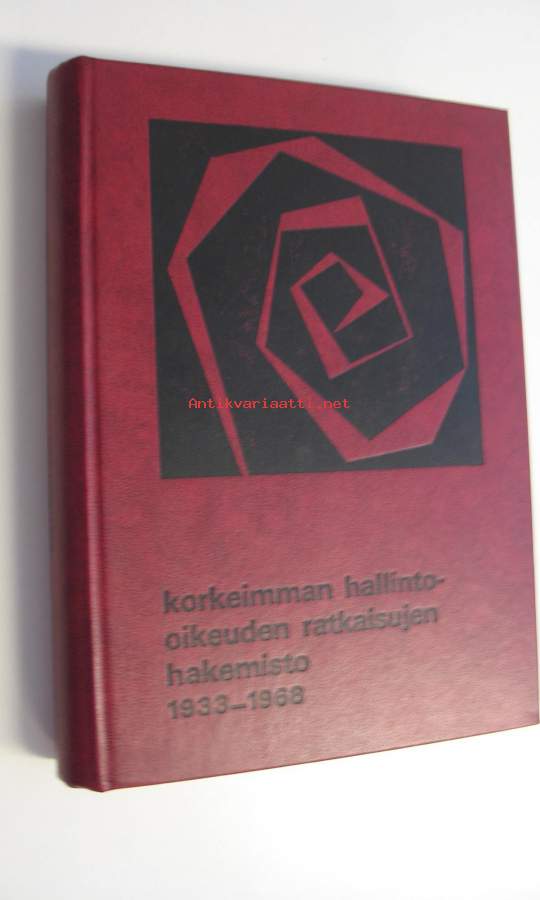 Antikvariaatti.net
korkeimman hallinto-
oikeuden ratkaisujen
hakemisto
1933-1968